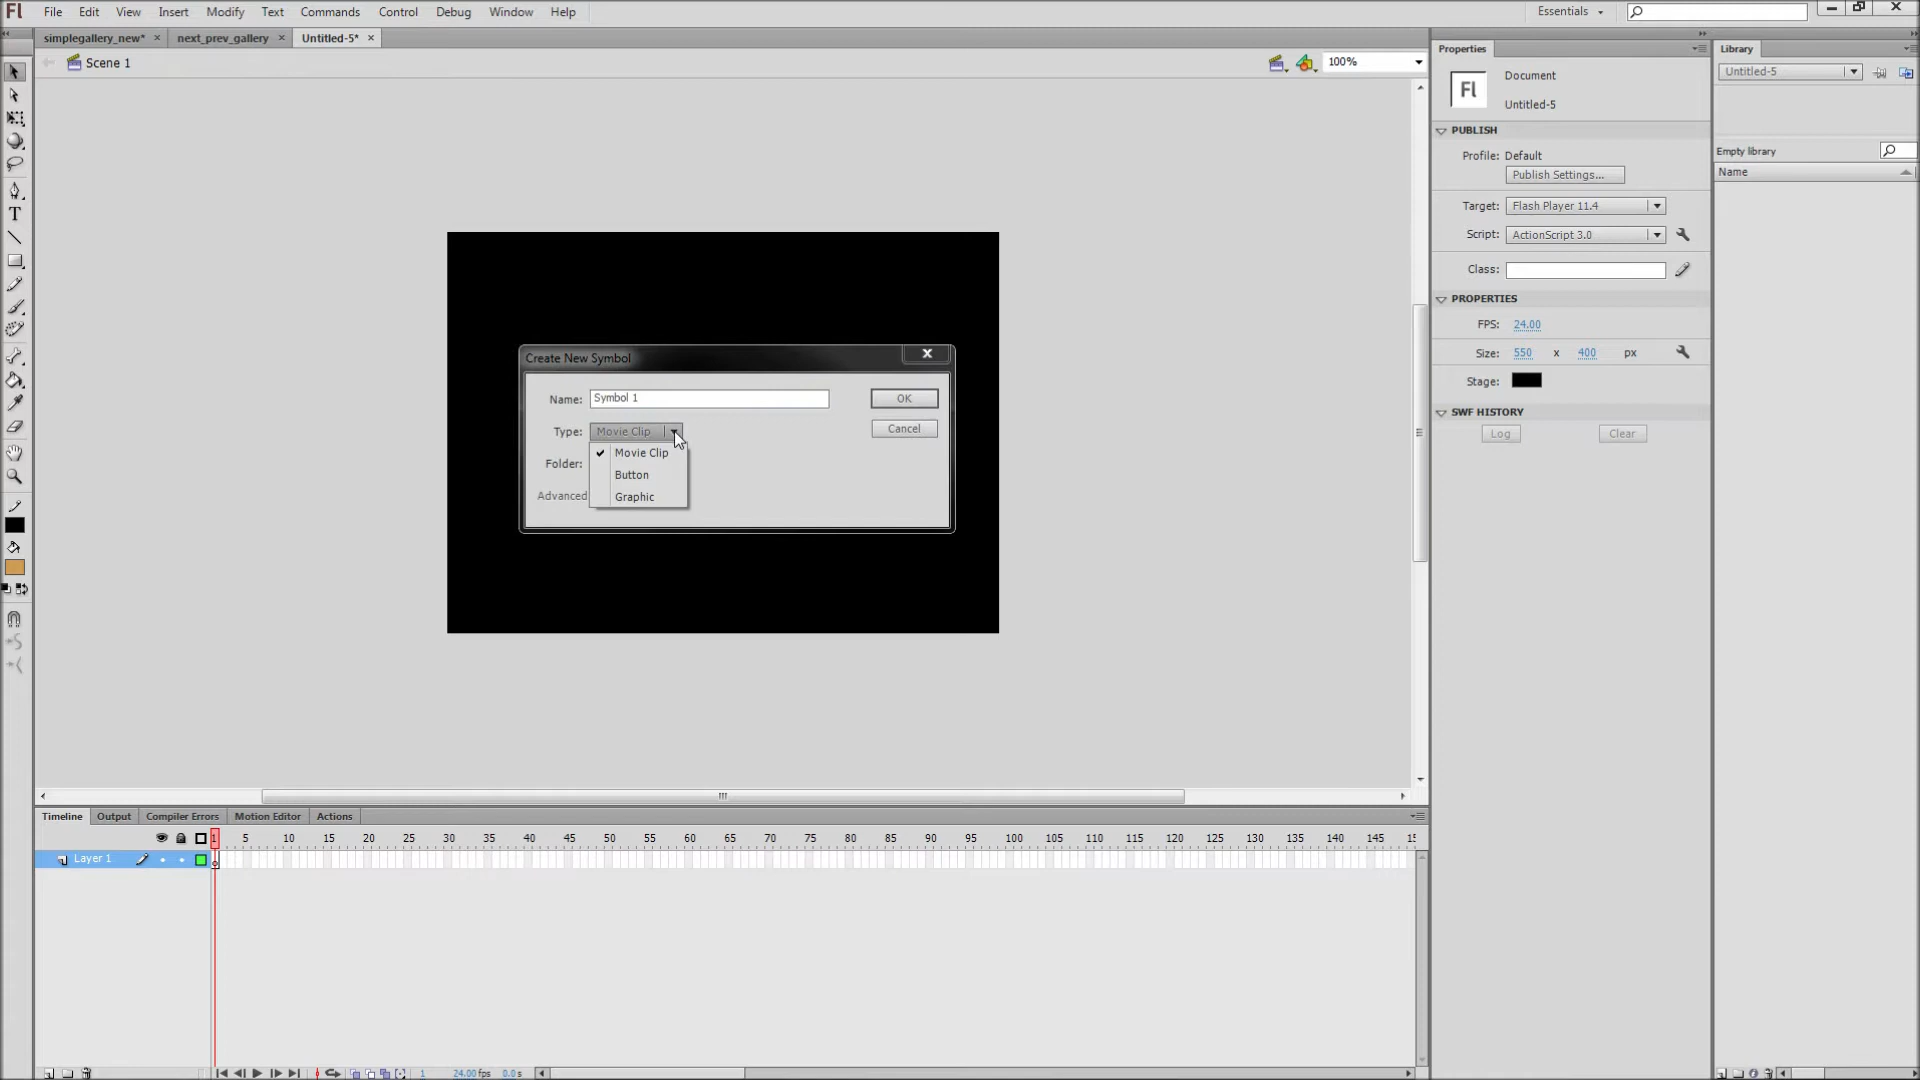 Fl File Edit View Insert Modify Text Commands Control Debug Window Help Essentials
simplegallery_new* × next_prev_gallery × Untitled-5* ×
Scene 1 100%
Properties
Fl Document
Untitled-5
PUBLISH
Profile: Default
Publish Settings...
Target: Flash Player 11.4
Script: ActionScript 3.0
Class:
PROPERTIES
FPS: 24.00
Size: 550 x 400 px
Stage:
SWF HISTORY
Log Clear
Library
Untitled-5
Empty library
Name
Create New Symbol
Name: Symbol 1 OK
Type: Movie Clip Cancel
Movie Clip
Folder:
Button
Advanced
Graphic
Timeline Output Compiler Errors Motion Editor Actions
1 5 10 15 20 25 30 35 40 45 50 55 60 65 70 75 80 85 90 95 100 105 110 115 120 125 130 135 140 145 15
Layer 1
1 24.00 fps 0.0 s